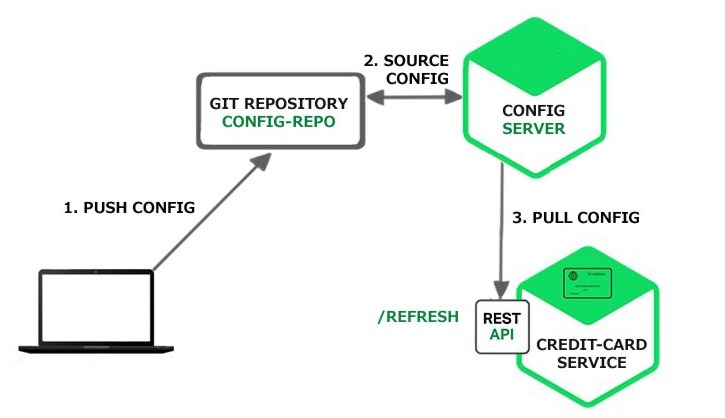 2. SOURCE
CONFIG
GIT REPOSITORY
CONFIG-REPO
CONFIG
SERVER
1. PUSH CONFIG
3. PULL CONFIG
/REFRESH
REST
API
CREDIT-CARD
SERVICE